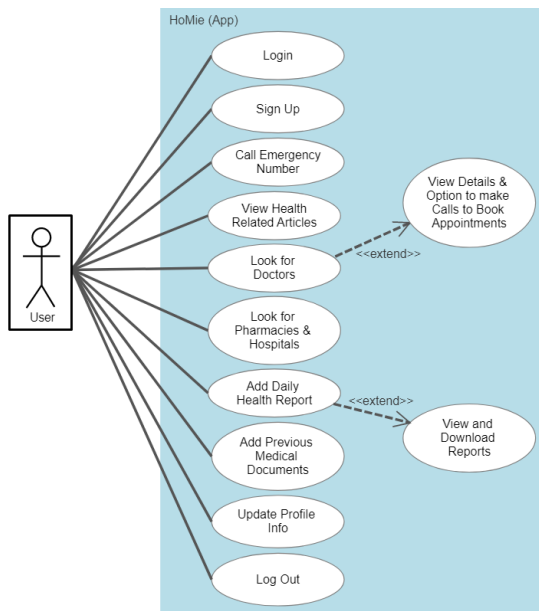 HoMie (App)
Login
Sign Up
Call Emergency
Number
View Health
Related Articles
View Details &
Option to make
Calls to Book
Appointments
<<extend>>
Look for
Doctors
User
Look for
Pharmacies &
Hospitals
Add Daily
Health Report
<<extend>>
View and
Download
Reports
Add Previous
Medical
Documents
Update Profile
Info
Log Out